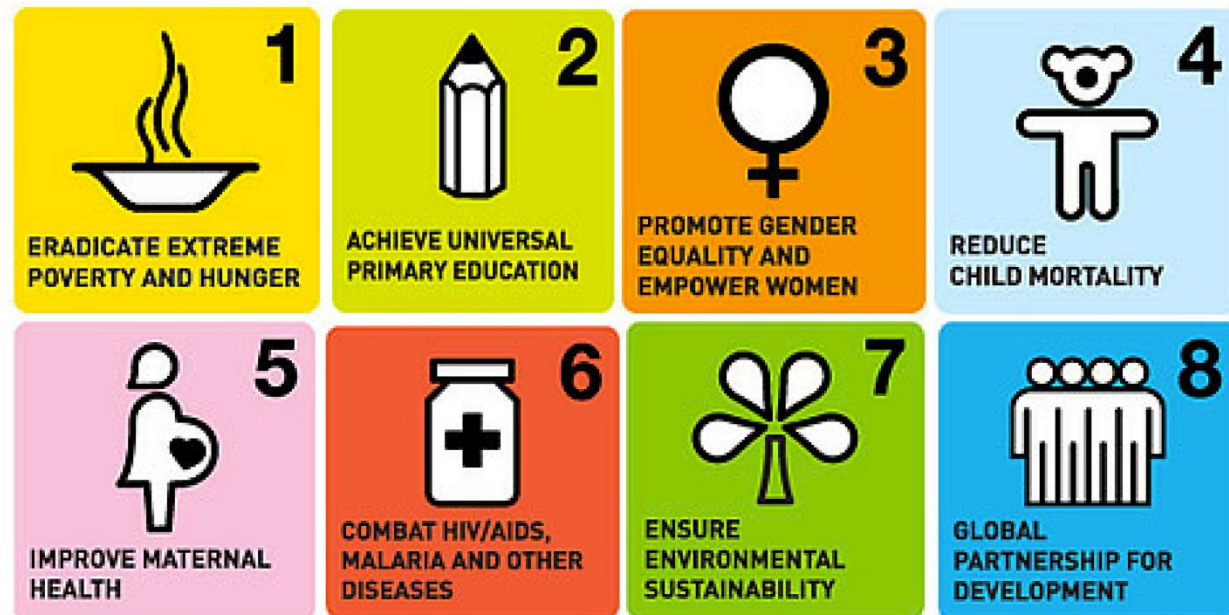 1
ERADICATE EXTREME
POVERTY AND HUNGER
2
ACHIEVE UNIVERSAL
PRIMARY EDUCATION
3
PROMOTE GENDER
EQUALITY AND
EMPOWER WOMEN
4
REDUCE
CHILD MORTALITY
5
IMPROVE MATERNAL
HEALTH
6
COMBAT HIV/AIDS,
MALARIA AND OTHER
DISEASES
7
ENSURE
ENVIRONMENTAL
SUSTAINABILITY
8
GLOBAL
PARTNERSHIP FOR
DEVELOPMENT